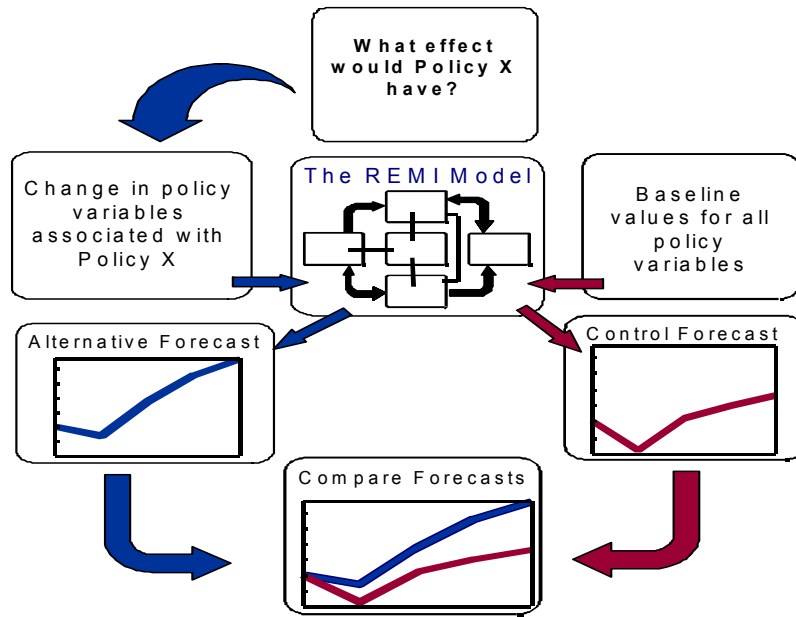 What effect
would Policy X
have?
Change in policy
variables
associated with
Policy X
The REMI Model
Baseline
values for all
policy
variables
Alternative Forecast
Control Forecast
Compare Forecasts